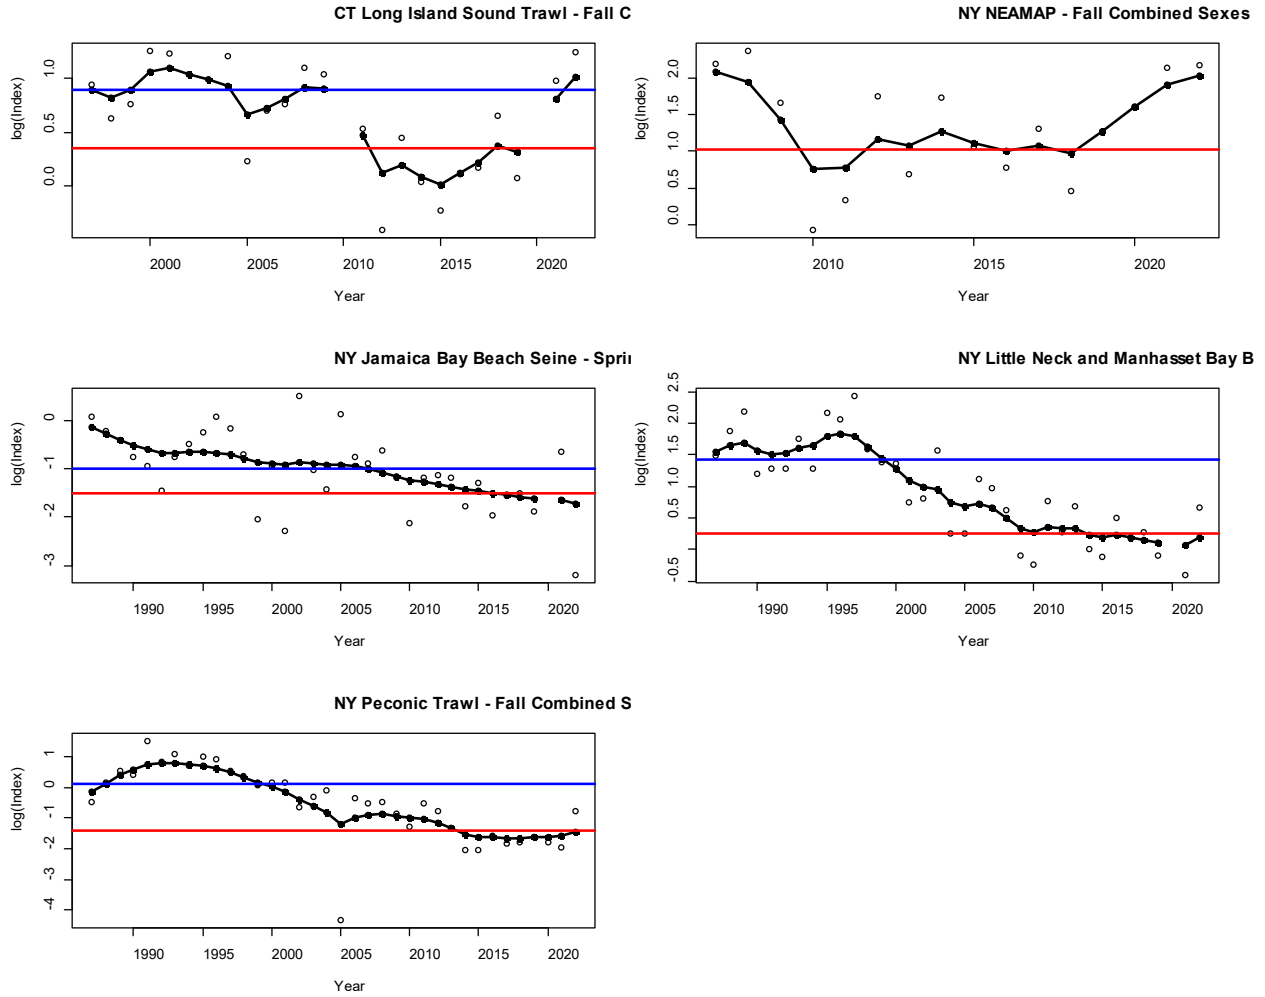 CT Long Island Sound Trawl - Fall C
log(Index)
1.0
0.5
0.0
2000 2005 2010 2015 2020
Year
NY NEAMAP - Fall Combined Sexes
log(Index)
2.0
1.5
1.0
0.5
0.0
2010 2015 2020
Year
NY Jamaica Bay Beach Seine - Sprin
log(Index)
0
-1
-2
-3
1990 1995 2000 2005 2010 2015 2020
Year
NY Little Neck and Manhasset Bay B
log(Index)
2.5
2.0
1.5
1.0
0.5
-0.5
1990 1995 2000 2005 2010 2015 2020
Year
NY Peconic Trawl - Fall Combined S
log(Index)
1
0
-1
-2
-3
-4
1990 1995 2000 2005 2010 2015 2020
Year